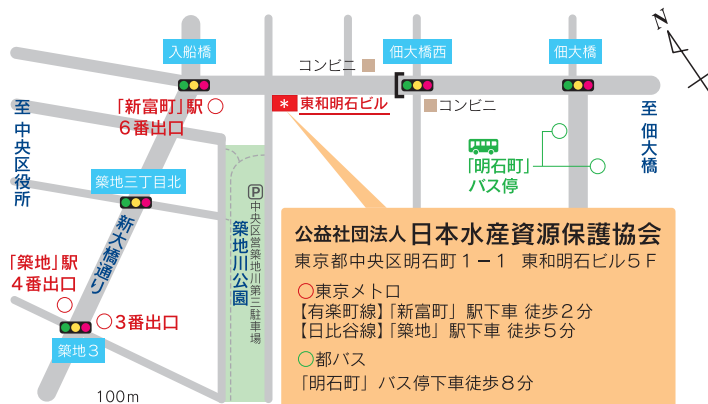 入船橋
コンビニ
佃大橋西
佃大橋
N
「新富町」駅
6番出口
東和明石ビル
コンビニ
至 中央区役所
至 佃大橋
「明石町」
バス停
築地三丁目北
P
中央区営築地川第三駐車場
築地川公園
新大橋通り
「築地」駅
4番出口
3番出口
築地3
100m
公益社団法人 日本水産資源保護協会
東京都中央区明石町1-1 東和明石ビル5F
○東京メトロ
【有楽町線】「新富町」駅下車 徒歩2分
【日比谷線】「築地」駅下車 徒歩5分
○都バス
「明石町」バス停下車徒歩8分